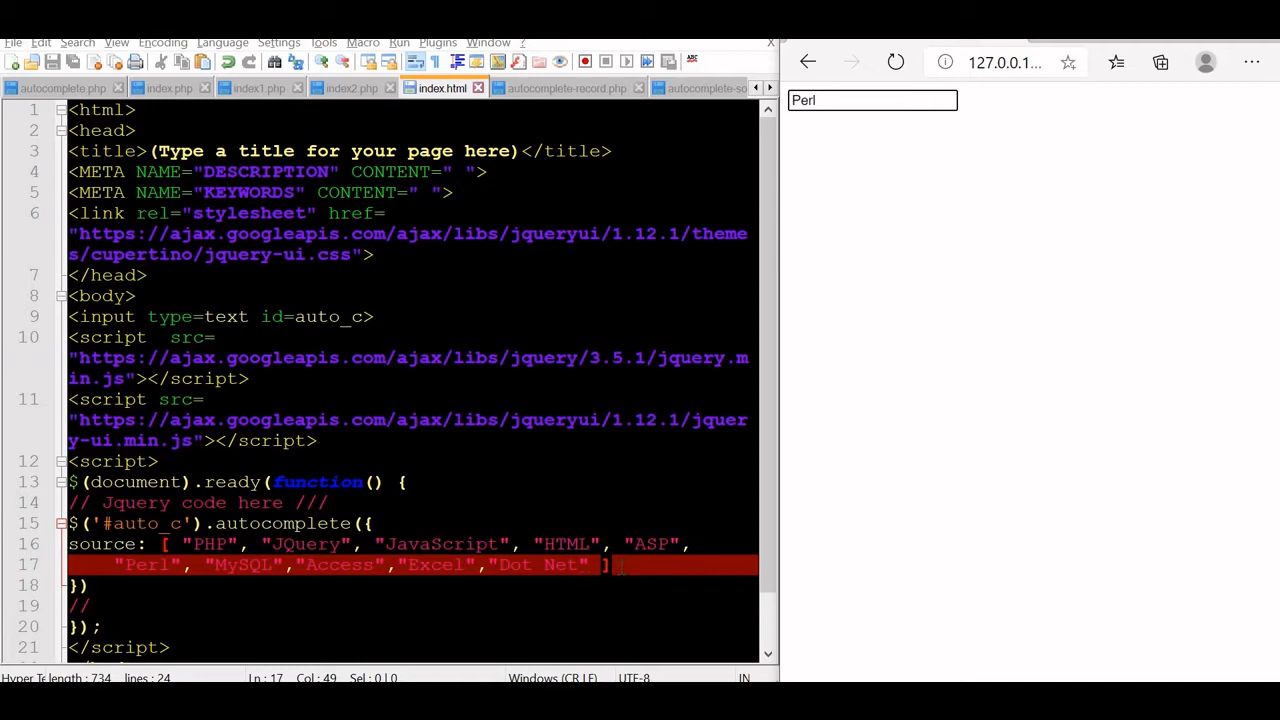 File Edit Search View Encoding Language Settings Tools Macro Run Plugins Window ? X
autocomplete.php index.php index1.php index2.php index.html autocomplete-record.php autocomplete-so
127.0.0.1...
Perl
1 <html>
2 <head>
3 <title>(Type a title for your page here)</title>
4 <META NAME="DESCRIPTION" CONTENT=" ">
5 <META NAME="KEYWORDS" CONTENT=" ">
6 <link rel="stylesheet" href=
"https://ajax.googleapis.com/ajax/libs/jqueryui/1.12.1/theme
s/cupertino/jquery-ui.css">
7 </head>
8 <body>
9 <input type=text id=auto_c>
10 <script  src=
"https://ajax.googleapis.com/ajax/libs/jquery/3.5.1/jquery.m
in.js"></script>
11 <script src=
"https://ajax.googleapis.com/ajax/libs/jqueryui/1.12.1/jquer
y-ui.min.js"></script>
12 <script>
13 $(document).ready(function() {
14 // Jquery code here ///
15 $('#auto_c').autocomplete({
16 source: [ "PHP", "JQuery", "JavaScript", "HTML", "ASP",
17 "Perl", "MySQL","Access","Excel","Dot Net" ]
18 })
19 //
20 });
21 </script>
Hyper Te length : 734 lines : 24 Ln : 17 Col : 49 Sel : 0 | 0 Windows (CR LF) UTF-8 IN